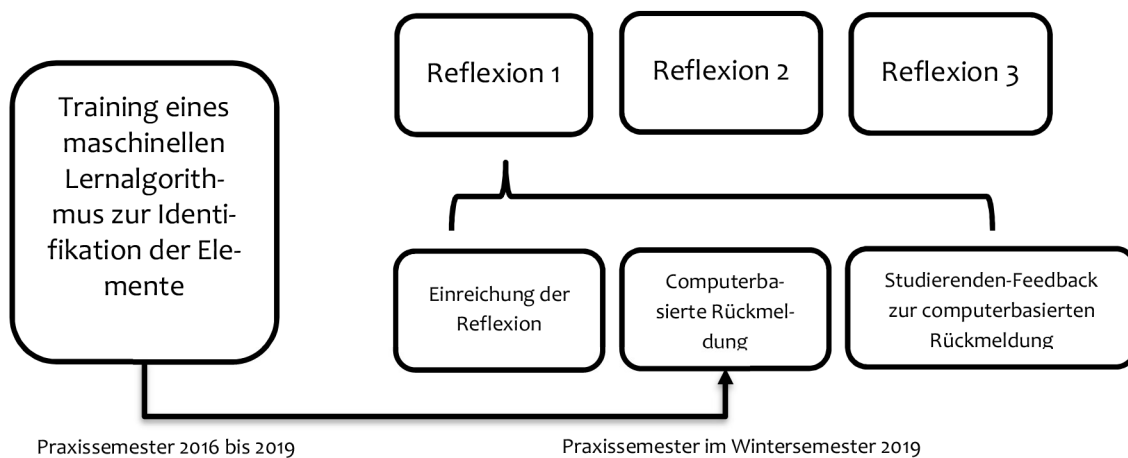 Training eines
maschinellen
Lernalgorith-
mus zur Identi-
fikation der Ele-
mente
Reflexion 1
Reflexion 2
Reflexion 3
Einreichung der
Reflexion
Computerba-
sierte Rückmel-
dung
Studierenden-Feedback
zur computerbasierten
Rückmeldung
Praxissemester 2016 bis 2019
Praxissemester im Wintersemester 2019